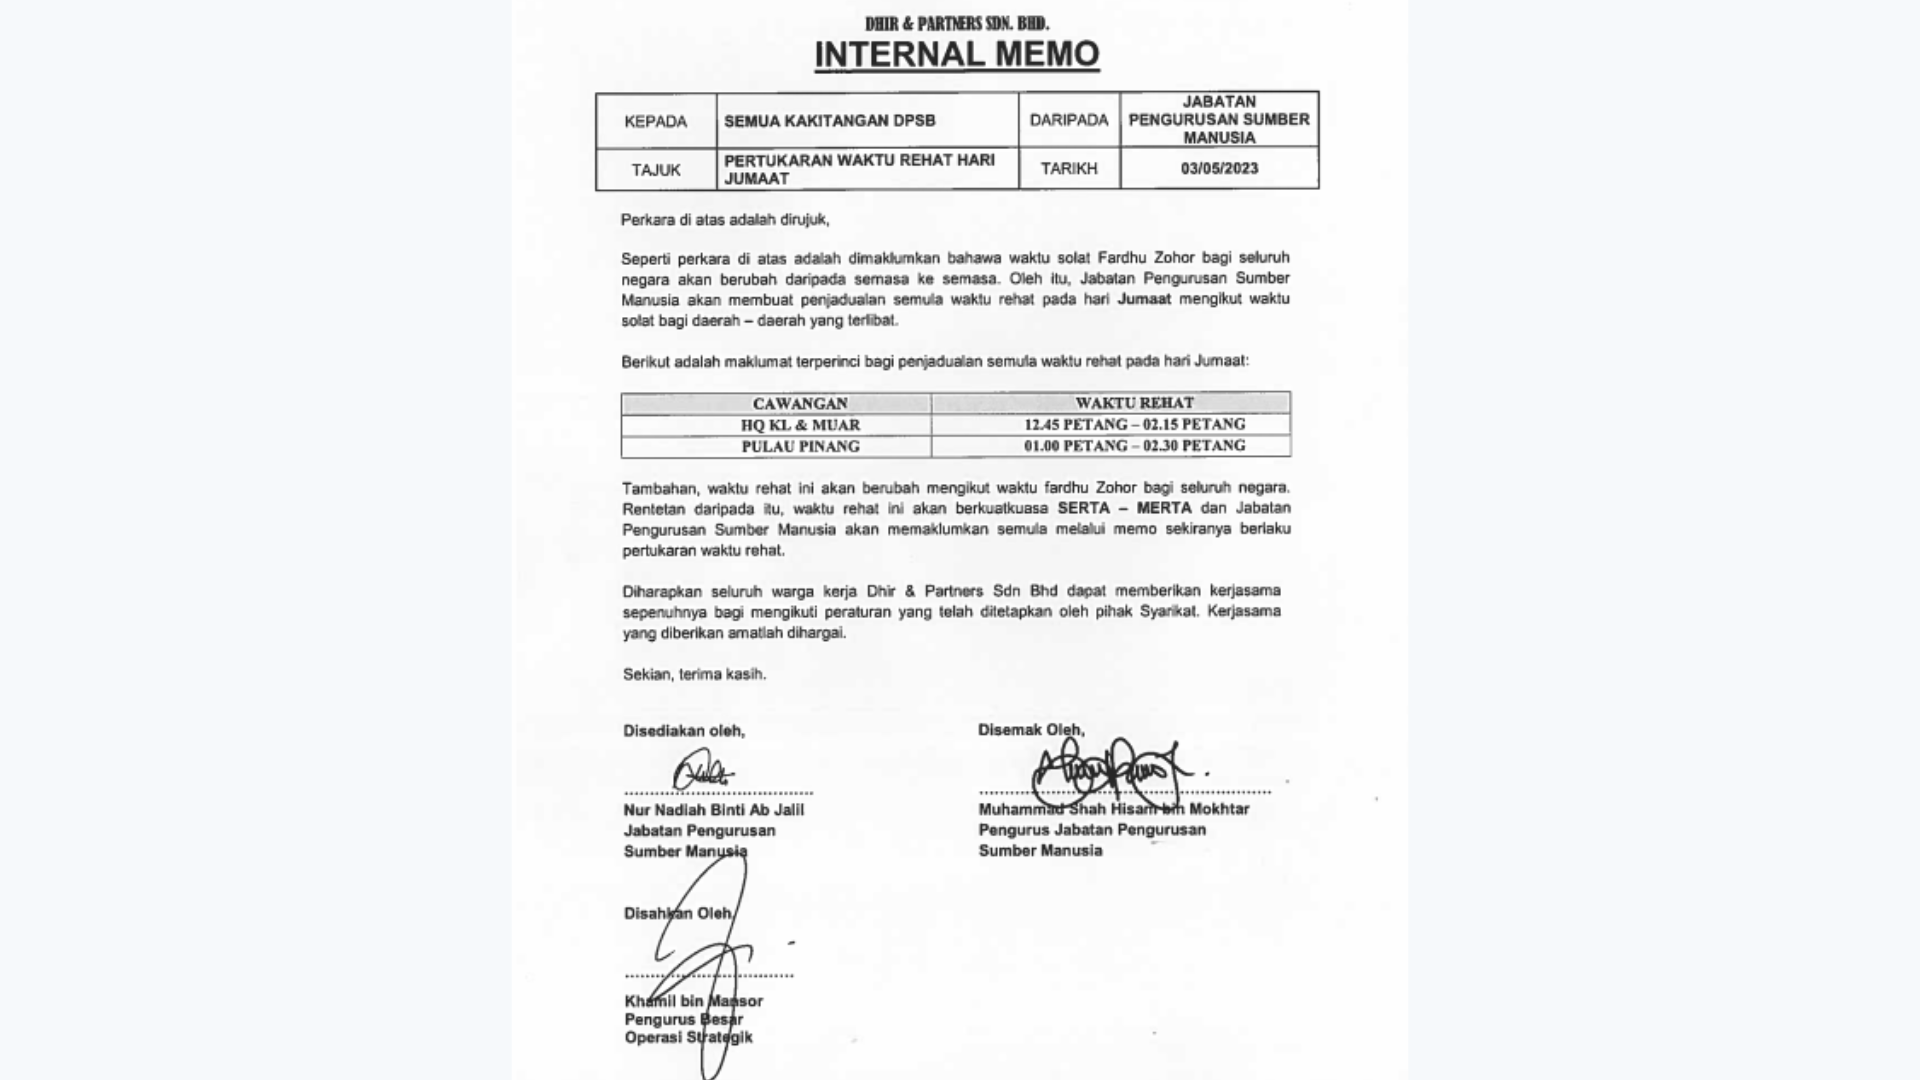 DHIR & PARTNERS SDN. BHD.
INTERNAL MEMO
KEPADA
SEMUA KAKITANGAN DPSB
DARIPADA
JABATAN
PENGURUSAN SUMBER
MANUSIA
TAJUK
PERTUKARAN WAKTU REHAT HARI
JUMAAT
TARIKH
03/05/2023
Perkara di atas adalah dirujuk,
Seperti perkara di atas adalah dimaklumkan bahawa waktu solat Fardhu Zohor bagi seluruh
negara akan berubah daripada semasa ke semasa. Oleh itu, Jabatan Pengurusan Sumber
Manusia akan membuat penjadualan semula waktu rehat pada hari Jumaat mengikut waktu
solat bagi daerah – daerah yang terlibat.
Berikut adalah maklumat terperinci bagi penjadualan semula waktu rehat pada hari Jumaat:
CAWANGAN
WAKTU REHAT
HQ KL & MUAR
12.45 PETANG – 02.15 PETANG
PULAU PINANG
01.00 PETANG – 02.30 PETANG
Tambahan, waktu rehat ini akan berubah mengikut waktu fardhu Zohor bagi seluruh negara.
Rentetan daripada itu, waktu rehat ini akan berkuatkuasa SERTA – MERTA dan Jabatan
Pengurusan Sumber Manusia akan memaklumkan semula melalui memo sekiranya berlaku
pertukaran waktu rehat.
Diharapkan seluruh warga kerja Dhir & Partners Sdn Bhd dapat memberikan kerjasama
sepenuhnya bagi mengikuti peraturan yang telah ditetapkan oleh pihak Syarikat. Kerjasama
yang diberikan amatlah dihargai.
Sekian, terima kasih.
Disediakan oleh,
Nur Nadiah Binti Ab Jalil
Jabatan Pengurusan
Sumber Manusia
Disemak Oleh,
Muhammad Shah Hisam bin Mokhtar
Pengurus Jabatan Pengurusan
Sumber Manusia
Disahkan Oleh,
Khamil bin Mansor
Pengurus Besar
Operasi Strategik